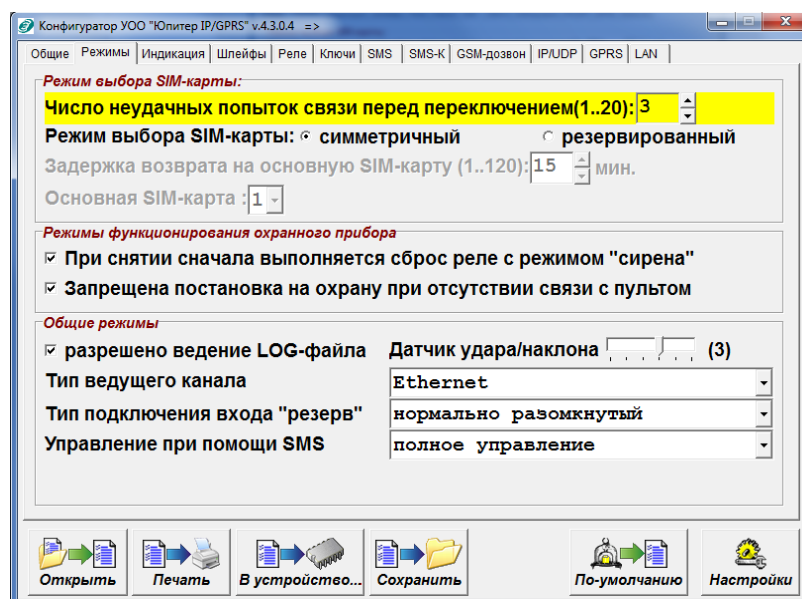 Конфигуратор УОО "Юпитер IP/GPRS" v.4.3.0.4 =>
Общие Режимы Индикация Шлейфы Реле Ключи SMS SMS-K GSM-дозвон IP/UDP GPRS LAN
Режим выбора SIM-карты:
Число неудачных попыток связи перед переключением(1..20): 3
Режим выбора SIM-карты: симметричный резервированный
Задержка возврата на основную SIM-карту (1..120): 15 мин.
Основная SIM-карта : 1
Режимы функционирования охранного прибора
При снятии сначала выполняется сброс реле с режимом "сирена"
Запрещена постановка на охрану при отсутствии связи с пультом
Общие режимы
разрешено ведение LOG-файла Датчик удара/наклона (3)
Тип ведущего канала Ethernet
Тип подключения входа "резерв" нормально разомкнутый
Управление при помощи SMS полное управление
Открыть Печать В устройство... Сохранить По-умолчанию Настройки